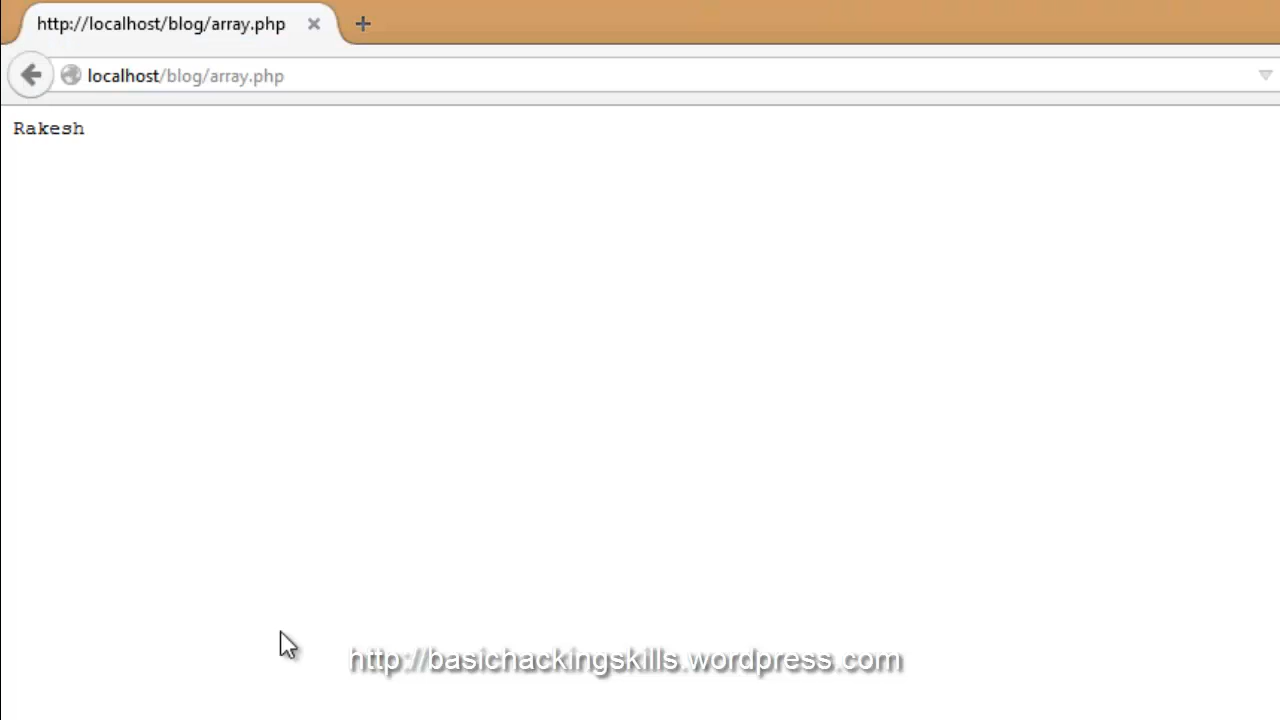 http://localhost/blog/array.php
localhost/blog/array.php
Rakesh
http://basichackingskills.wordpress.com